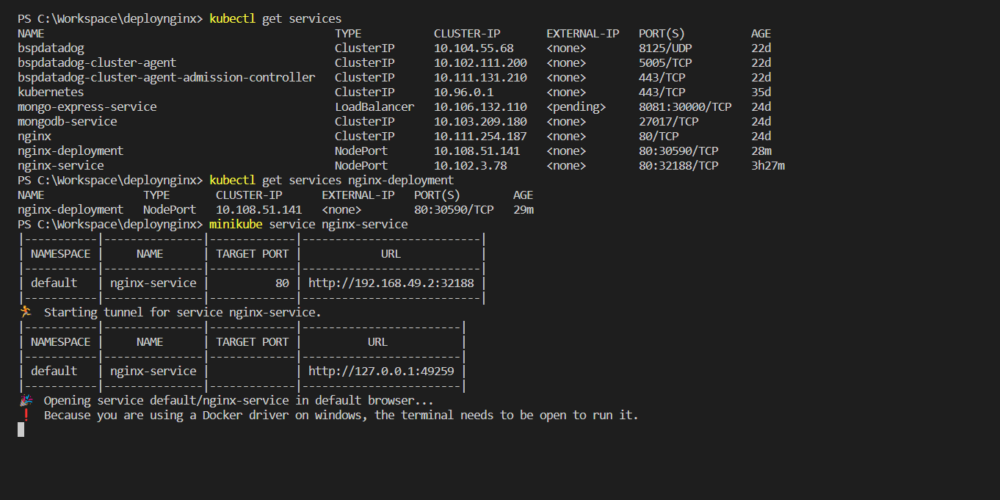 PS C:\Workspace\deploynginx> kubectl get services
NAME TYPE CLUSTER-IP EXTERNAL-IP PORT(S) AGE
bspdatadog ClusterIP 10.104.55.68 <none> 8125/UDP 22d
bspdatadog-cluster-agent ClusterIP 10.102.111.200 <none> 5005/TCP 22d
bspdatadog-cluster-agent-admission-controller ClusterIP 10.111.131.210 <none> 443/TCP 22d
kubernetes ClusterIP 10.96.0.1 <none> 443/TCP 35d
mongo-express-service LoadBalancer 10.106.132.110 <pending> 8081:30000/TCP 24d
mongodb-service ClusterIP 10.103.209.180 <none> 27017/TCP 24d
nginx ClusterIP 10.111.254.187 <none> 80/TCP 24d
nginx-deployment NodePort 10.108.51.141 <none> 80:30590/TCP 28m
nginx-service NodePort 10.102.3.78 <none> 80:32188/TCP 3h27m
PS C:\Workspace\deploynginx> kubectl get services nginx-deployment
NAME TYPE CLUSTER-IP EXTERNAL-IP PORT(S) AGE
nginx-deployment NodePort 10.108.51.141 <none> 80:30590/TCP 29m
PS C:\Workspace\deploynginx> minikube service nginx-service
|-----------|---------------|-------------|---------------------------|
| NAMESPACE | NAME | TARGET PORT | URL |
|-----------|---------------|-------------|---------------------------|
| default | nginx-service | 80 | http://192.168.49.2:32188 |
|-----------|---------------|-------------|---------------------------|
🏃 Starting tunnel for service nginx-service.
|-----------|---------------|-------------|------------------------|
| NAMESPACE | NAME | TARGET PORT | URL |
|-----------|---------------|-------------|------------------------|
| default | nginx-service | | http://127.0.0.1:49259 |
|-----------|---------------|-------------|------------------------|
🎉 Opening service default/nginx-service in default browser...
❗ Because you are using a Docker driver on windows, the terminal needs to be open to run it.